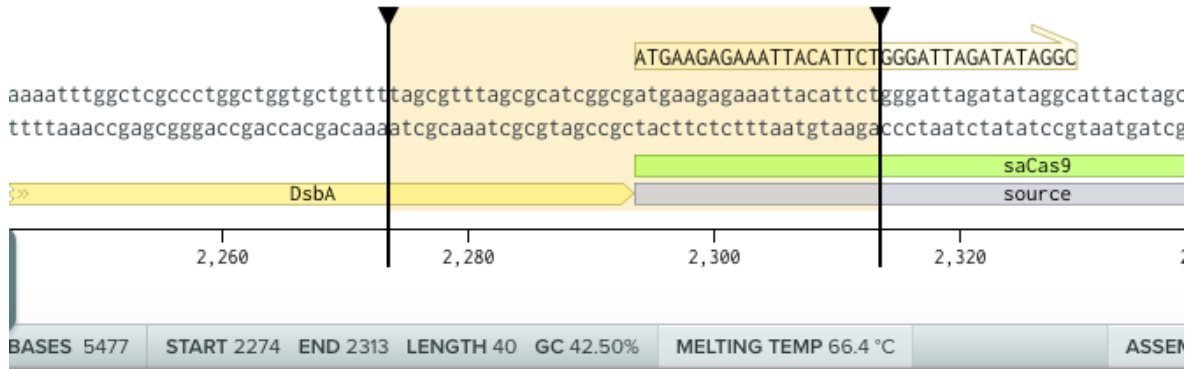 ATGAAGAGAAATTACATTCTGGGATTAGATATAGGC
aaaatttggctcgccctggctggtgctgttttagcgtttagcgcatcggcgatgaagagaaattacattctgggattagatataggcattactagc
ttttaaaccgagcgggaccgaccacgacaaaatcgcaaatcgcgtagccgctacttctctttaatgtaagaccctaatctatatccgtaatgatcg
saCas9
DsbA source
2,260 2,280 2,300 2,320
BASES 5477 START 2274 END 2313 LENGTH 40 GC 42.50% MELTING TEMP 66.4 °C